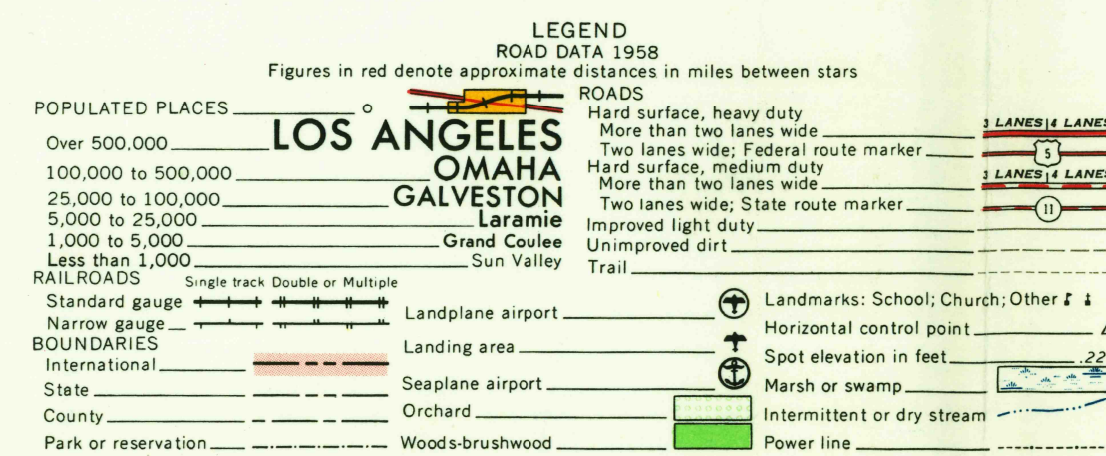 LEGEND
ROAD DATA 1958
Figures in red denote approximate distances in miles between stars
POPULATED PLACES
Over 500,000 LOS ANGELES
100,000 to 500,000 OMAHA
25,000 to 100,000 GALVESTON
5,000 to 25,000 Laramie
1,000 to 5,000 Grand Coulee
Less than 1,000 Sun Valley
RAILROADS Single track Double or Multiple
Standard gauge
Narrow gauge
BOUNDARIES
International
State
County
Park or reservation
ROADS
Hard surface, heavy duty
More than two lanes wide 3 LANES|4 LANES
Two lanes wide; Federal route marker 5
Hard surface, medium duty
More than two lanes wide 3 LANES|4 LANES
Two lanes wide; State route marker 11
Improved light duty
Unimproved dirt
Trail
Landplane airport
Landing area
Seaplane airport
Orchard
Woods-brushwood
Landmarks: School; Church; Other
Horizontal control point
Spot elevation in feet .22
Marsh or swamp
Intermittent or dry stream
Power line